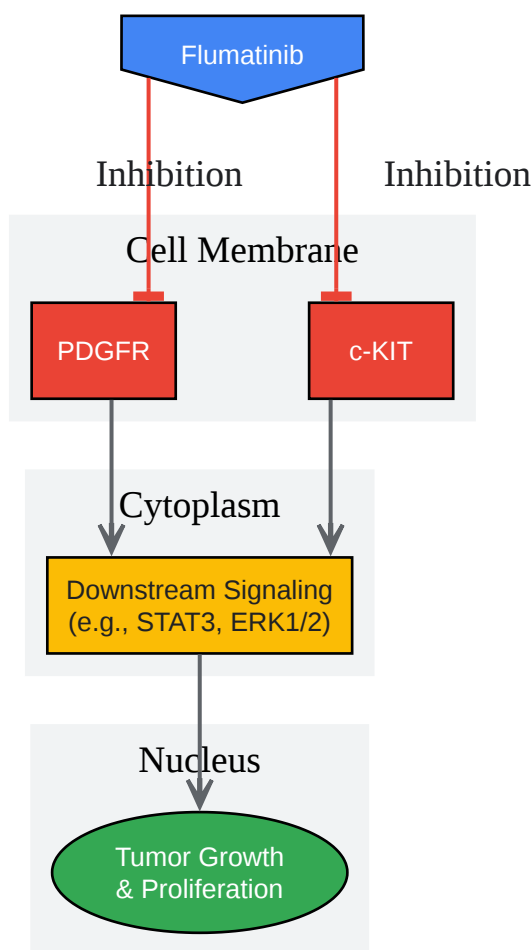 Flumatinib
Inhibition
Inhibition
Cell Membrane
PDGFR
c-KIT
Cytoplasm
Downstream Signaling
(e.g., STAT3, ERK1/2)
Nucleus
Tumor Growth
& Proliferation